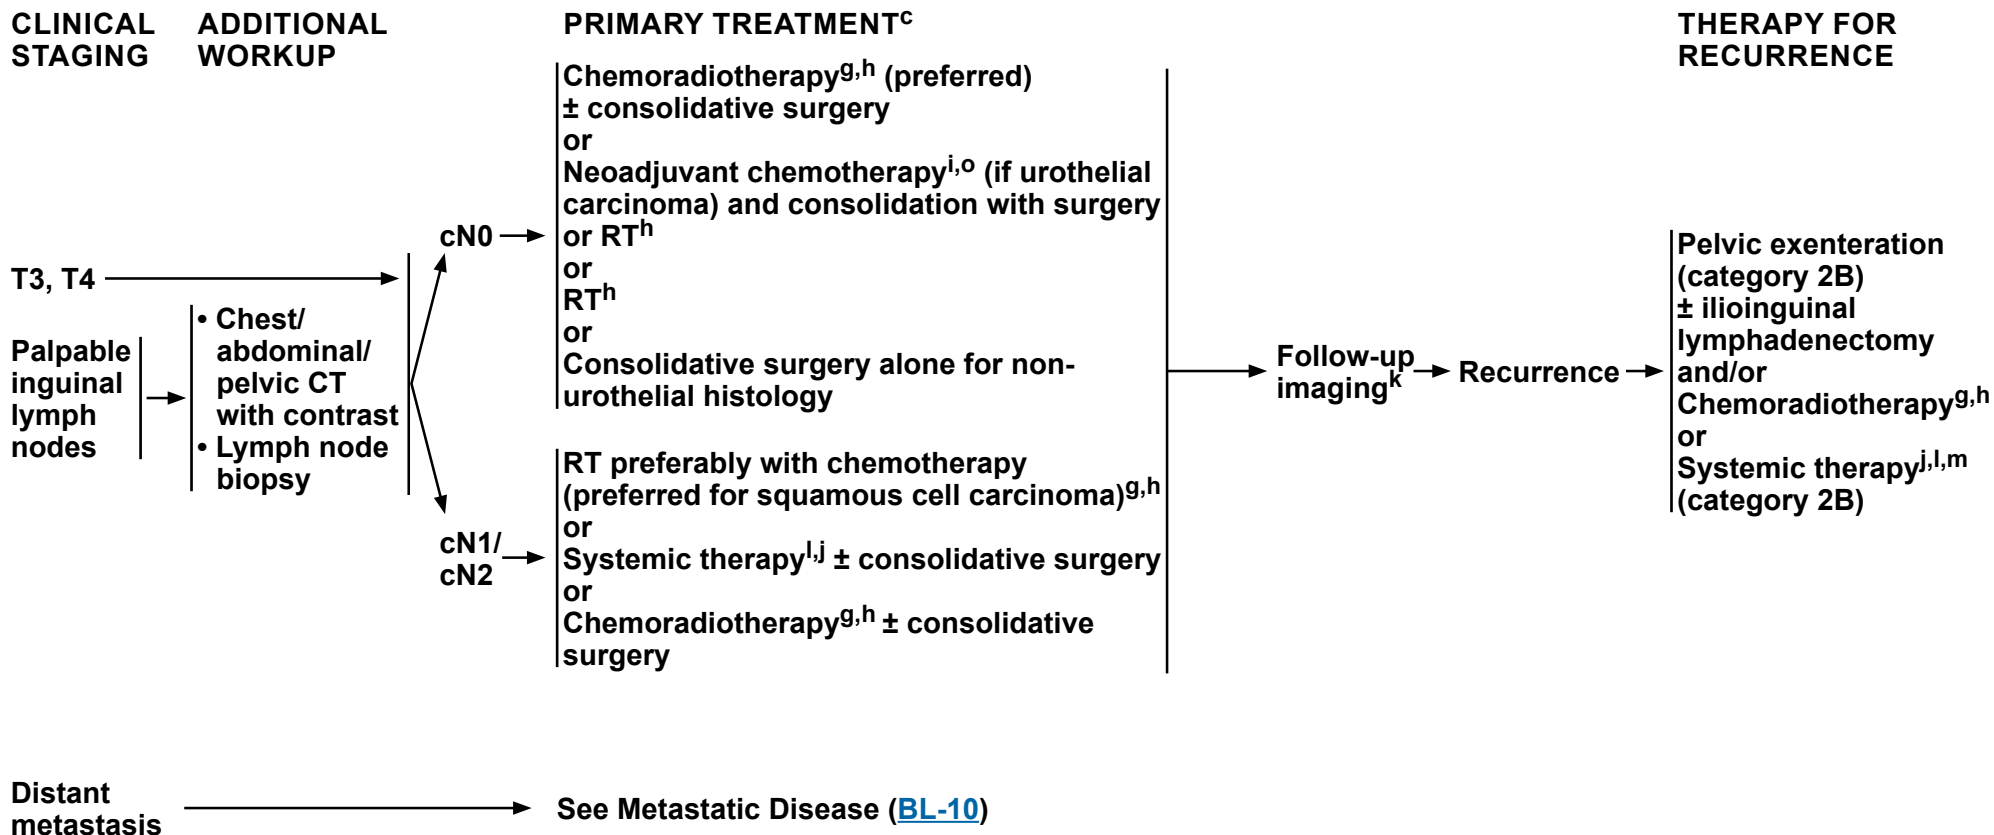 CLINICAL
STAGING
ADDITIONAL
WORKUP
PRIMARY TREATMENTc
THERAPY FOR
RECURRENCE
T3, T4
Palpable
inguinal
lymph
nodes
• Chest/
abdominal/
pelvic CT
with contrast
• Lymph node
biopsy
cN0
Chemoradiotherapyg,h (preferred)
± consolidative surgery
or
Neoadjuvant chemotherapyi,o (if urothelial
carcinoma) and consolidation with surgery
or RTh
or
RTh
or
Consolidative surgery alone for non-
urothelial histology
cN1/
cN2
RT preferably with chemotherapy
(preferred for squamous cell carcinoma)g,h
or
Systemic therapyl,j ± consolidative surgery
or
Chemoradiotherapyg,h ± consolidative
surgery
Follow-up
imagingk
Recurrence
Pelvic exenteration
(category 2B)
± ilioinguinal
lymphadenectomy
and/or
Chemoradiotherapyg,h
or
Systemic therapyj,l,m
(category 2B)
Distant
metastasis
See Metastatic Disease (BL-10)